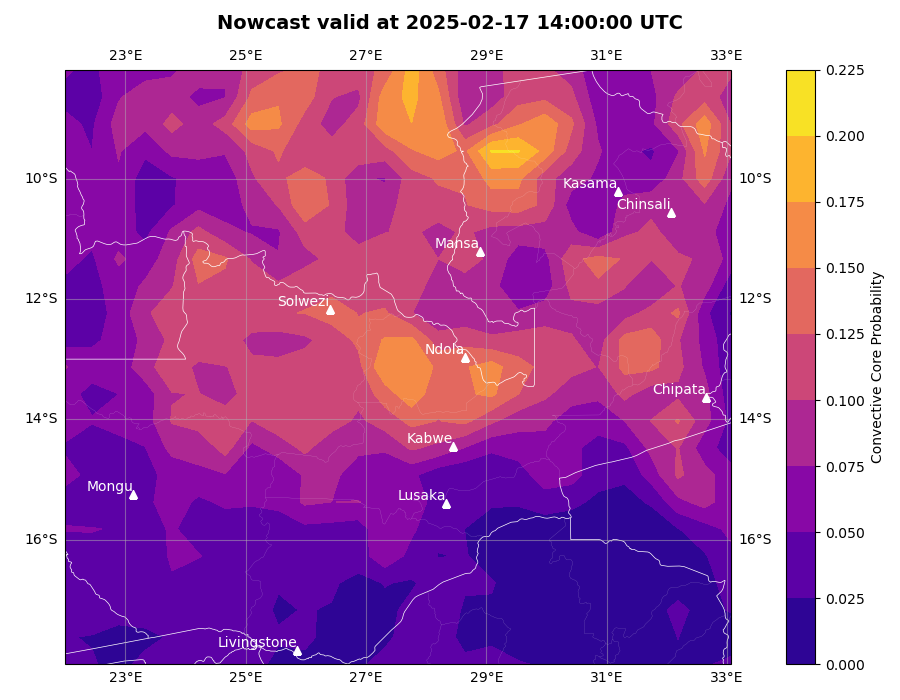 Nowcast valid at 2025-02-17 14:00:00 UTC
23°E 25°E 27°E 29°E 31°E 33°E
0.225
0.200
0.175
0.150
0.125
0.100
0.075
0.050
0.025
0.000
Convective Core Probability
10°S 10°S
12°S 12°S
14°S 14°S
16°S 16°S
Kasama
Chinsali
Mansa
Solwezi
Ndola
Chipata
Kabwe
Mongu
Lusaka
Livingstone
23°E 25°E 27°E 29°E 31°E 33°E